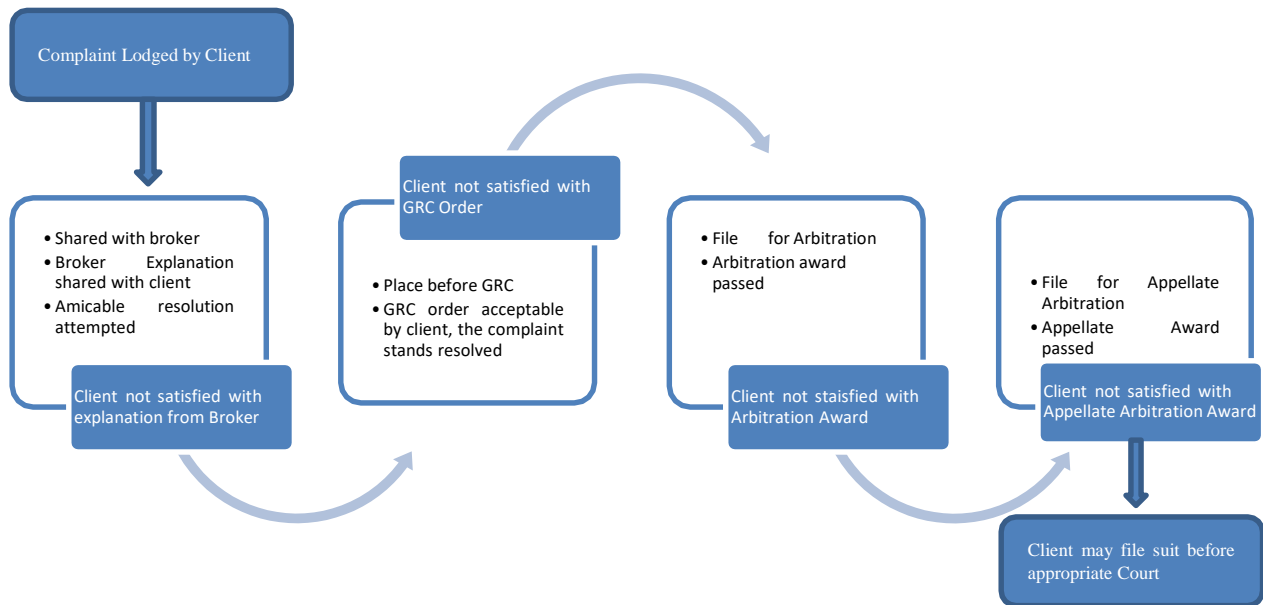 Complaint Lodged by Client
• Shared with broker
• Broker Explanation
shared with client
• Amicable resolution
attempted
Client not satisfied with
explanation from Broker
Client not satisfied with
GRC Order
• Place before GRC
• GRC order acceptable
by client, the complaint
stands resolved
• File for Arbitration
• Arbitration award
passed
Client not staisfied with
Arbitration Award
• File for Appellate
Arbitration
• Appellate Award
passed
Client not satisfied with
Appellate Arbitration Award
Client may file suit before
appropriate Court